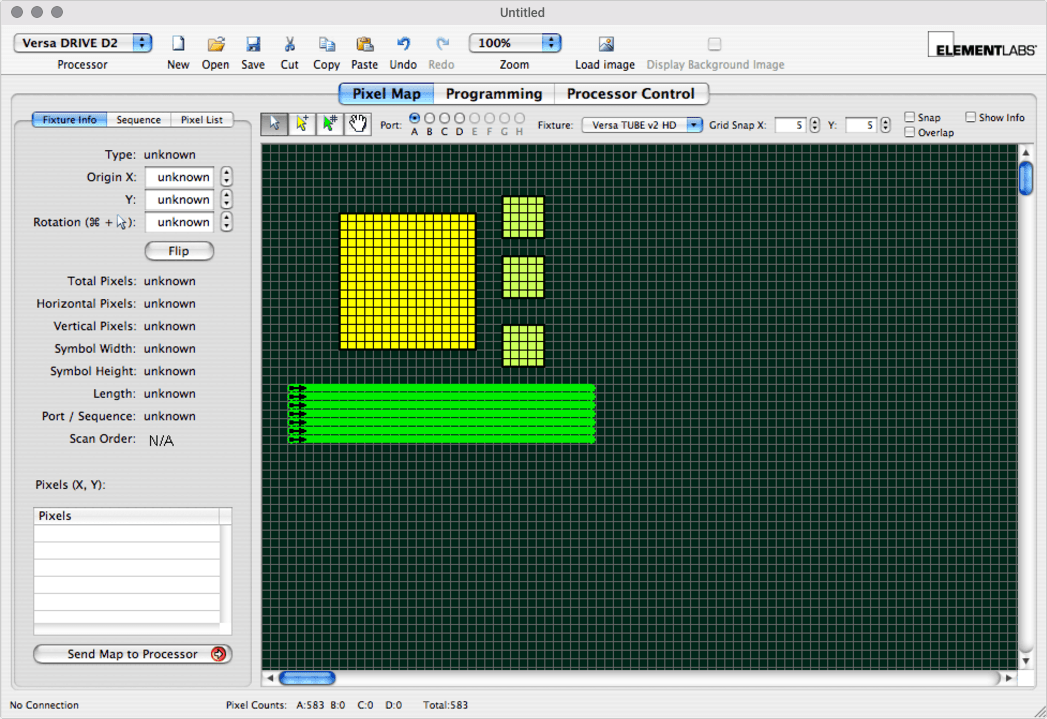 Untitled
Versa DRIVE D2
100%
ELEMENTLABS™
Processor New Open Save Cut Copy Paste Undo Redo Zoom Load image Display Background Image
Pixel Map Programming Processor Control
Fixture Info Sequence Pixel List
Port: A B C D E F G H
Fixture: Versa TUBE v2 HD
Grid Snap X: 5 Y: 5
Snap
Overlap
Show Info
Type: unknown
Origin X: unknown
Y: unknown
Rotation (⌘ + ): unknown
Flip
Total Pixels: unknown
Horizontal Pixels: unknown
Vertical Pixels: unknown
Symbol Width: unknown
Symbol Height: unknown
Length: unknown
Port / Sequence: unknown
Scan Order: N/A
Pixels (X, Y):
Pixels
Send Map to Processor
No Connection
Pixel Counts: A:583 B:0 C:0 D:0 Total:583